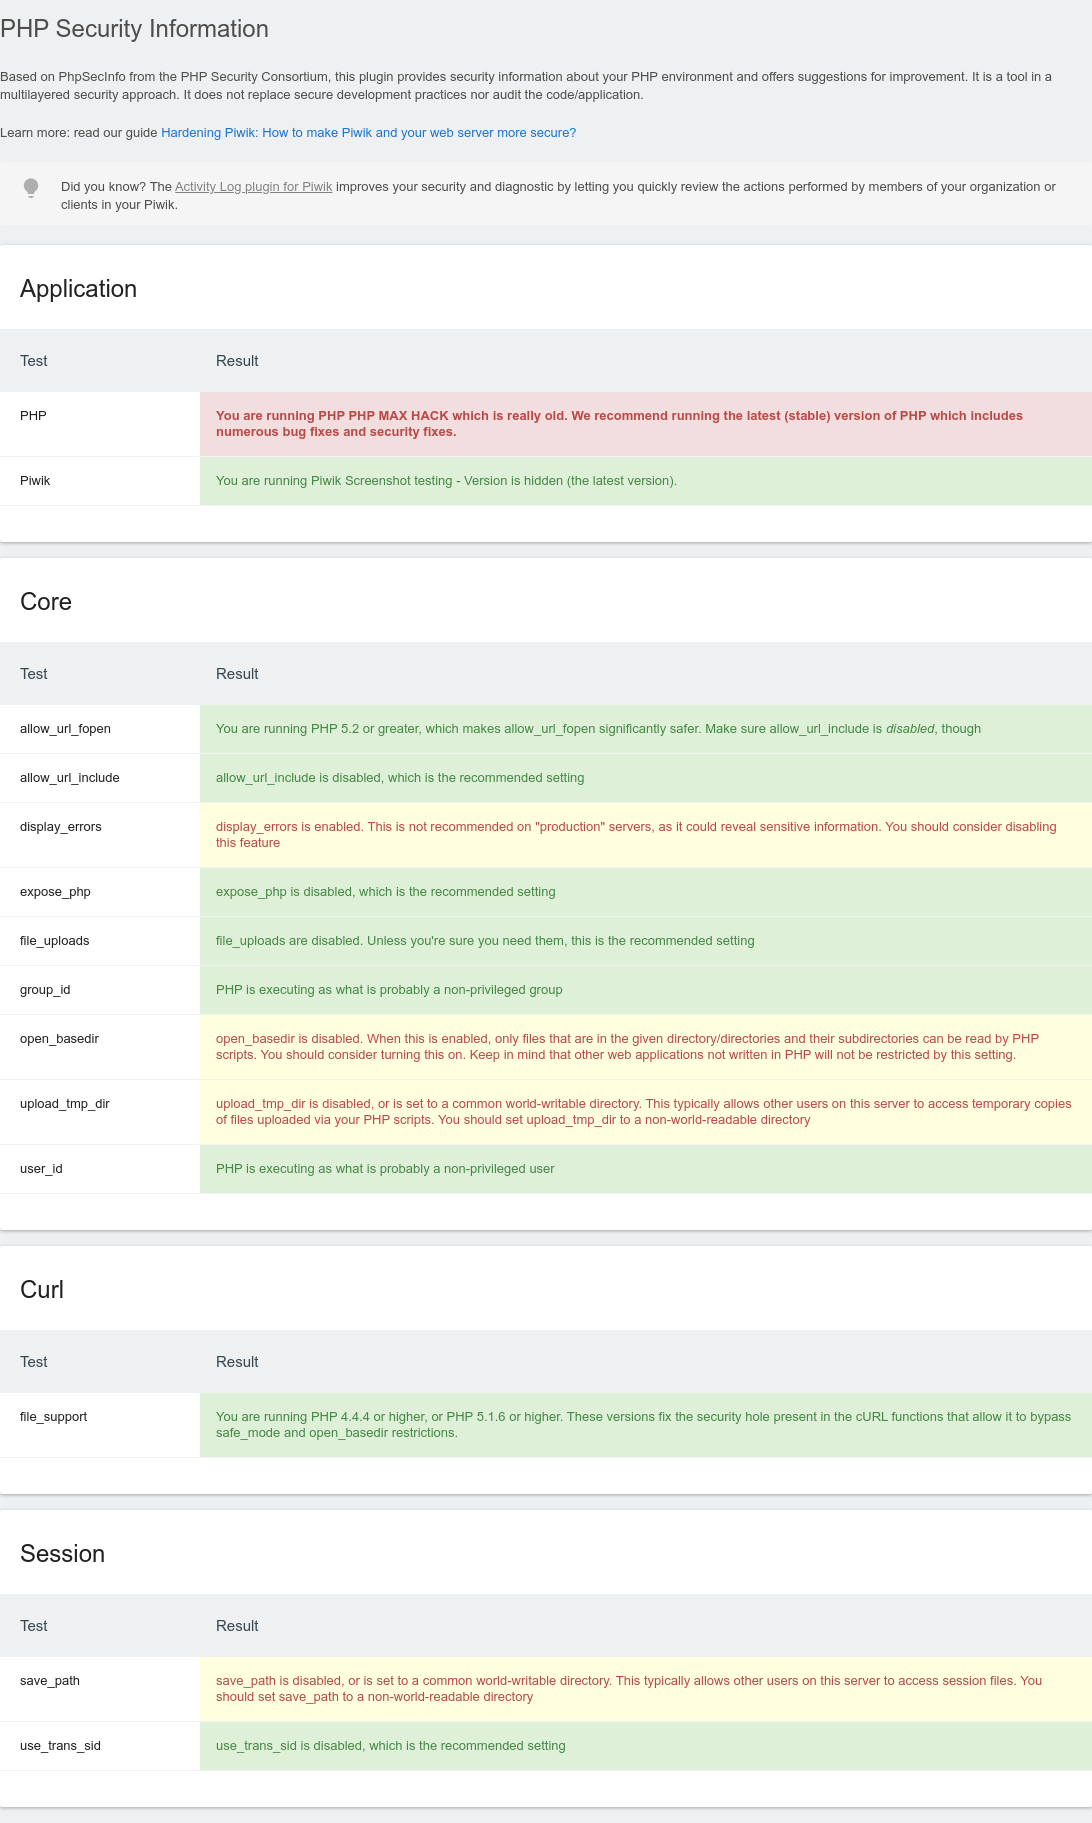 PHP Security Information
Based on PhpSecInfo from the PHP Security Consortium, this plugin provides security information about your PHP environment and offers suggestions for improvement. It is a tool in a
multilayered security approach. It does not replace secure development practices nor audit the code/application.
Learn more: read our guide Hardening Piwik: How to make Piwik and your web server more secure?
Did you know? The Activity Log plugin for Piwik improves your security and diagnostic by letting you quickly review the actions performed by members of your organization or
clients in your Piwik.
Application
Test Result
PHP You are running PHP PHP MAX HACK which is really old. We recommend running the latest (stable) version of PHP which includes
numerous bug fixes and security fixes.
Piwik You are running Piwik Screenshot testing - Version is hidden (the latest version).
Core
Test Result
allow_url_fopen You are running PHP 5.2 or greater, which makes allow_url_fopen significantly safer. Make sure allow_url_include is disabled, though
allow_url_include allow_url_include is disabled, which is the recommended setting
display_errors display_errors is enabled. This is not recommended on "production" servers, as it could reveal sensitive information. You should consider disabling
this feature
expose_php expose_php is disabled, which is the recommended setting
file_uploads file_uploads are disabled. Unless you're sure you need them, this is the recommended setting
group_id PHP is executing as what is probably a non-privileged group
open_basedir open_basedir is disabled. When this is enabled, only files that are in the given directory/directories and their subdirectories can be read by PHP
scripts. You should consider turning this on. Keep in mind that other web applications not written in PHP will not be restricted by this setting.
upload_tmp_dir upload_tmp_dir is disabled, or is set to a common world-writable directory. This typically allows other users on this server to access temporary copies
of files uploaded via your PHP scripts. You should set upload_tmp_dir to a non-world-readable directory
user_id PHP is executing as what is probably a non-privileged user
Curl
Test Result
file_support You are running PHP 4.4.4 or higher, or PHP 5.1.6 or higher. These versions fix the security hole present in the cURL functions that allow it to bypass
safe_mode and open_basedir restrictions.
Session
Test Result
save_path save_path is disabled, or is set to a common world-writable directory. This typically allows other users on this server to access session files. You
should set save_path to a non-world-readable directory
use_trans_sid use_trans_sid is disabled, which is the recommended setting